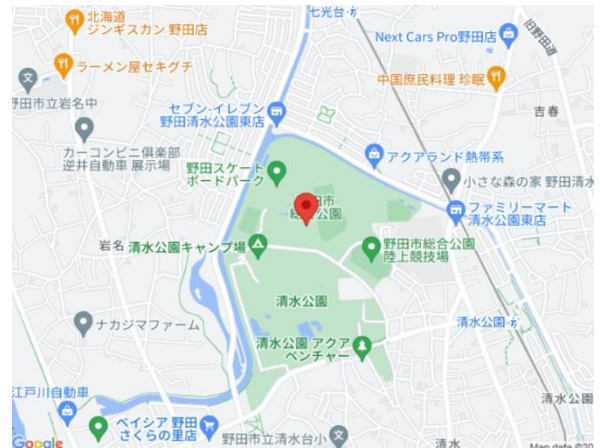 七光台
北海道
ジンギスカン 野田店
Next Cars Pro野田店
旧野田道
ラーメン屋セキグチ
中国庶民料理 珍眠
野田市立岩名中
セブン-イレブン
野田清水公園東店
吉春
カーコンビニ倶楽部
逆井自動車 展示場
野田スケート
ボードパーク
アクアランド熱帯系
小さな森の家 野田清水
ファミリーマート
清水公園東店
岩名
清水公園キャンプ場
野田市総合公園
陸上競技場
清水公園
ナカジマファーム
清水公園
清水公園 アクア
ベンチャー
江戸川自動車
清水公園
ベイシア 野田
さくらの里店
野田市立清水台小
清水
Google
Map data ©20